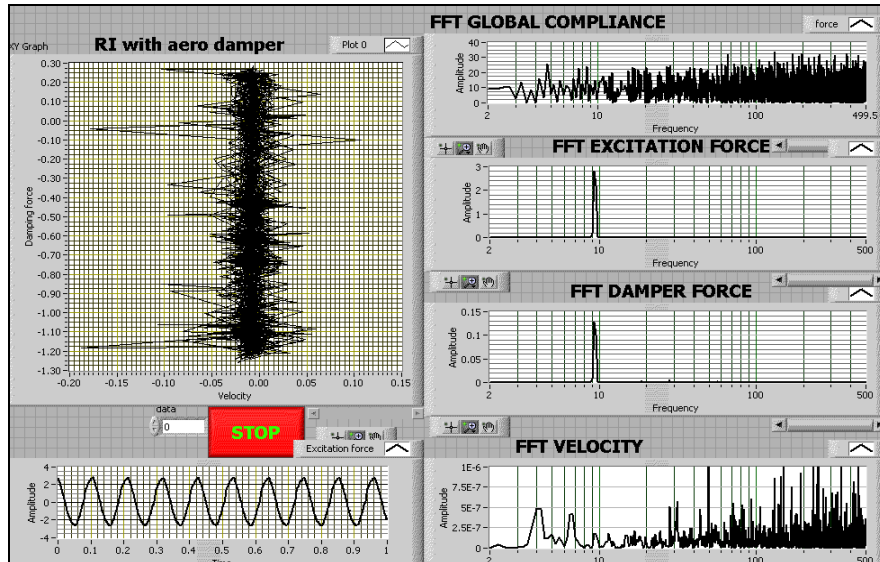 FFT GLOBAL COMPLIANCE
force
XY Graph
RI with aero damper
Plot 0
Damping force
0.30
0.20
0.10
0.00
-0.10
-0.20
-0.30
-0.40
-0.50
-0.60
-0.70
-0.80
-0.90
-1.00
-1.10
-1.20
-1.30
-0.20 -0.15 -0.10 -0.05 0.00 0.05 0.10 0.15
Velocity
Amplitude
40
30
20
10
0
2 10 100 499.5
Frequency
FFT EXCITATION FORCE
Amplitude
3
2
1
0
2 10 100 500
Frequency
FFT DAMPER FORCE
Amplitude
0.15
0.1
0.05
0
2 10 100 500
Frequency
data
0
STOP
Excitation force
Amplitude
4
2
0
-2
-4
0 0.1 0.2 0.3 0.4 0.5 0.6 0.7 0.8 0.9 1
Time
FFT VELOCITY
Amplitude
1E-6
7.5E-7
5E-7
2.5E-7
0
2 10 100 500
Frequency